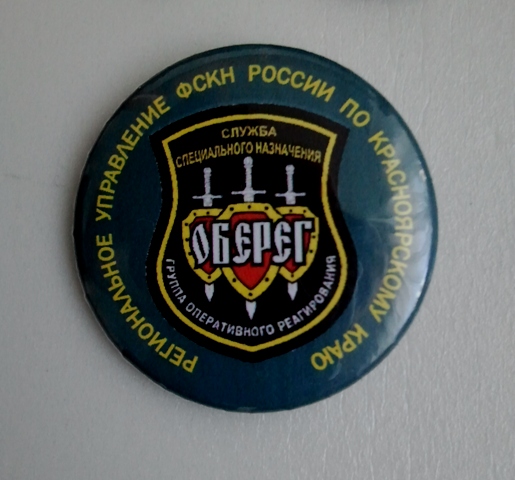 РЕГИОНАЛЬНОЕ УПРАВЛЕНИЕ ФСКН РОССИИ ПО КРАСНОЯРСКОМУ КРАЮ
СЛУЖБА
СПЕЦИАЛЬНОГО НАЗНАЧЕНИЯ
ОБЕРЕГ
ГРУППА ОПЕРАТИВНОГО РЕАГИРОВАНИЯ